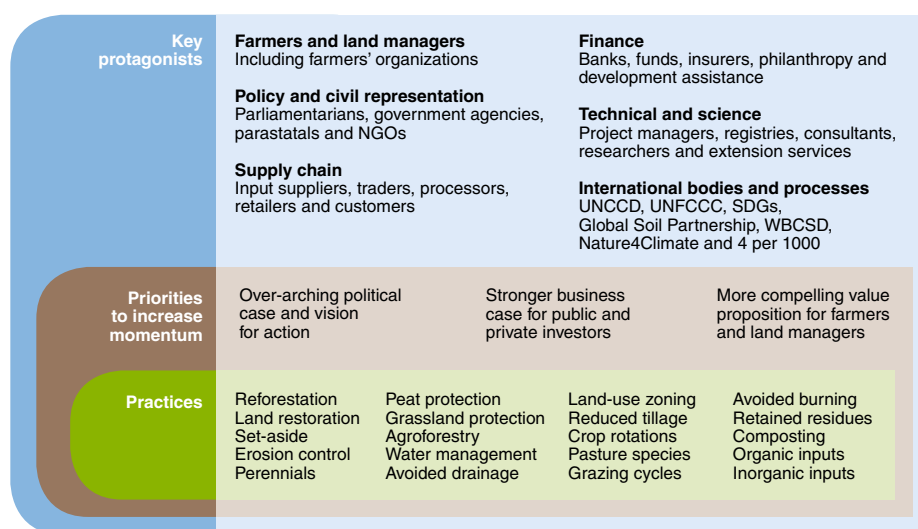 Key
protagonists
Farmers and land managers
Including farmers' organizations
Policy and civil representation
Parliamentarians, government agencies,
parastatals and NGOs
Supply chain
Input suppliers, traders, processors,
retailers and customers
Finance
Banks, funds, insurers, philanthropy and
development assistance
Technical and science
Project managers, registries, consultants,
researchers and extension services
International bodies and processes
UNCCD, UNFCCC, SDGs,
Global Soil Partnership, WBCSD,
Nature4Climate and 4 per 1000
Priorities
to increase
momentum
Over-arching political
case and vision
for action
Stronger business
case for public and
private investors
More compelling value
proposition for farmers
and land managers
Practices
Reforestation
Land restoration
Set-aside
Erosion control
Perennials
Peat protection
Grassland protection
Agroforestry
Water management
Avoided drainage
Land-use zoning
Reduced tillage
Crop rotations
Pasture species
Grazing cycles
Avoided burning
Retained residues
Composting
Organic inputs
Inorganic inputs